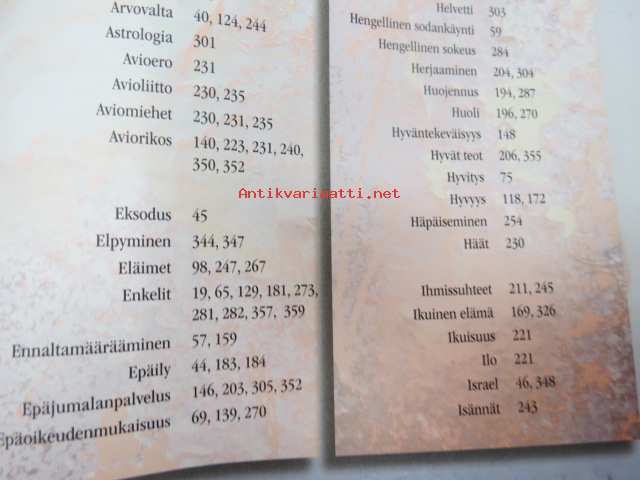 Arvovalta 40, 124, 244
Astrologia 301
Avioero 231
Avioliitto 230, 235
Aviomiehet 230, 231, 235
Aviorikos 140, 223, 231, 240,
350, 352
Eksodus 45
Elpyminen 344, 347
Eläimet 98, 247, 267
Enkelit 19, 65, 129, 181, 273,
281, 282, 357, 359
Ennaltamäärääminen 57, 159
Epäily 44, 183, 184
Epäjumalanpalvelus 146, 203, 305, 352
Epäoikeudenmukaisuus 69, 139, 270
Helvetti 303
Hengellinen sodankäynti 59
Hengellinen sokeus 284
Herjaaminen 204, 304
Huojennus 194, 287
Huoli 196, 270
Hyväntekeväisyys 148
Hyvät teot 206, 355
Hyvitys 75
Hyvyys 118, 172
Häpäiseminen 254
Häät 230
Ihmissuhteet 211, 245
Ikuinen elämä 169, 326
Ikuisuus 221
Ilo 221
Israel 46, 348
Isännät 243
Antikvariaatti.net